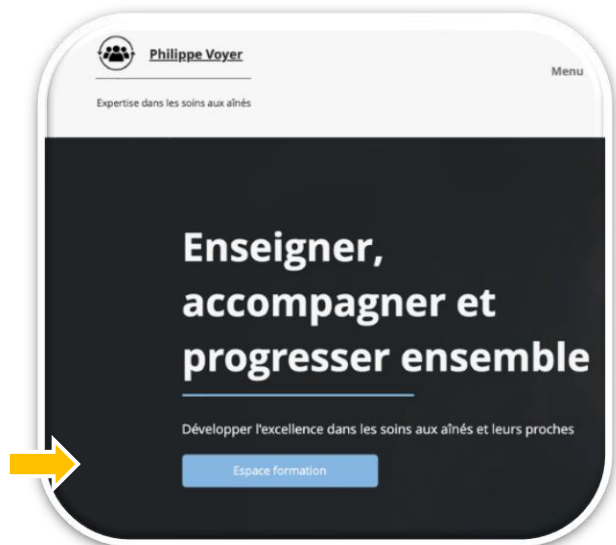 Philippe Voyer
Menu
Expertise dans les soins aux aînés
Enseigner,
accompagner et
progresser ensemble
Développer l'excellence dans les soins aux aînés et leurs proches
Espace formation